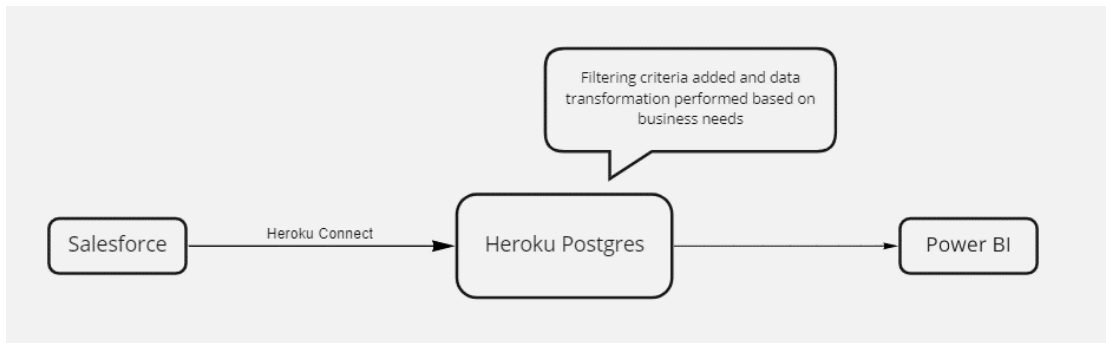 Filtering criteria added and data
transformation performed based on
business needs
Salesforce
Heroku Connect
Heroku Postgres
Power BI